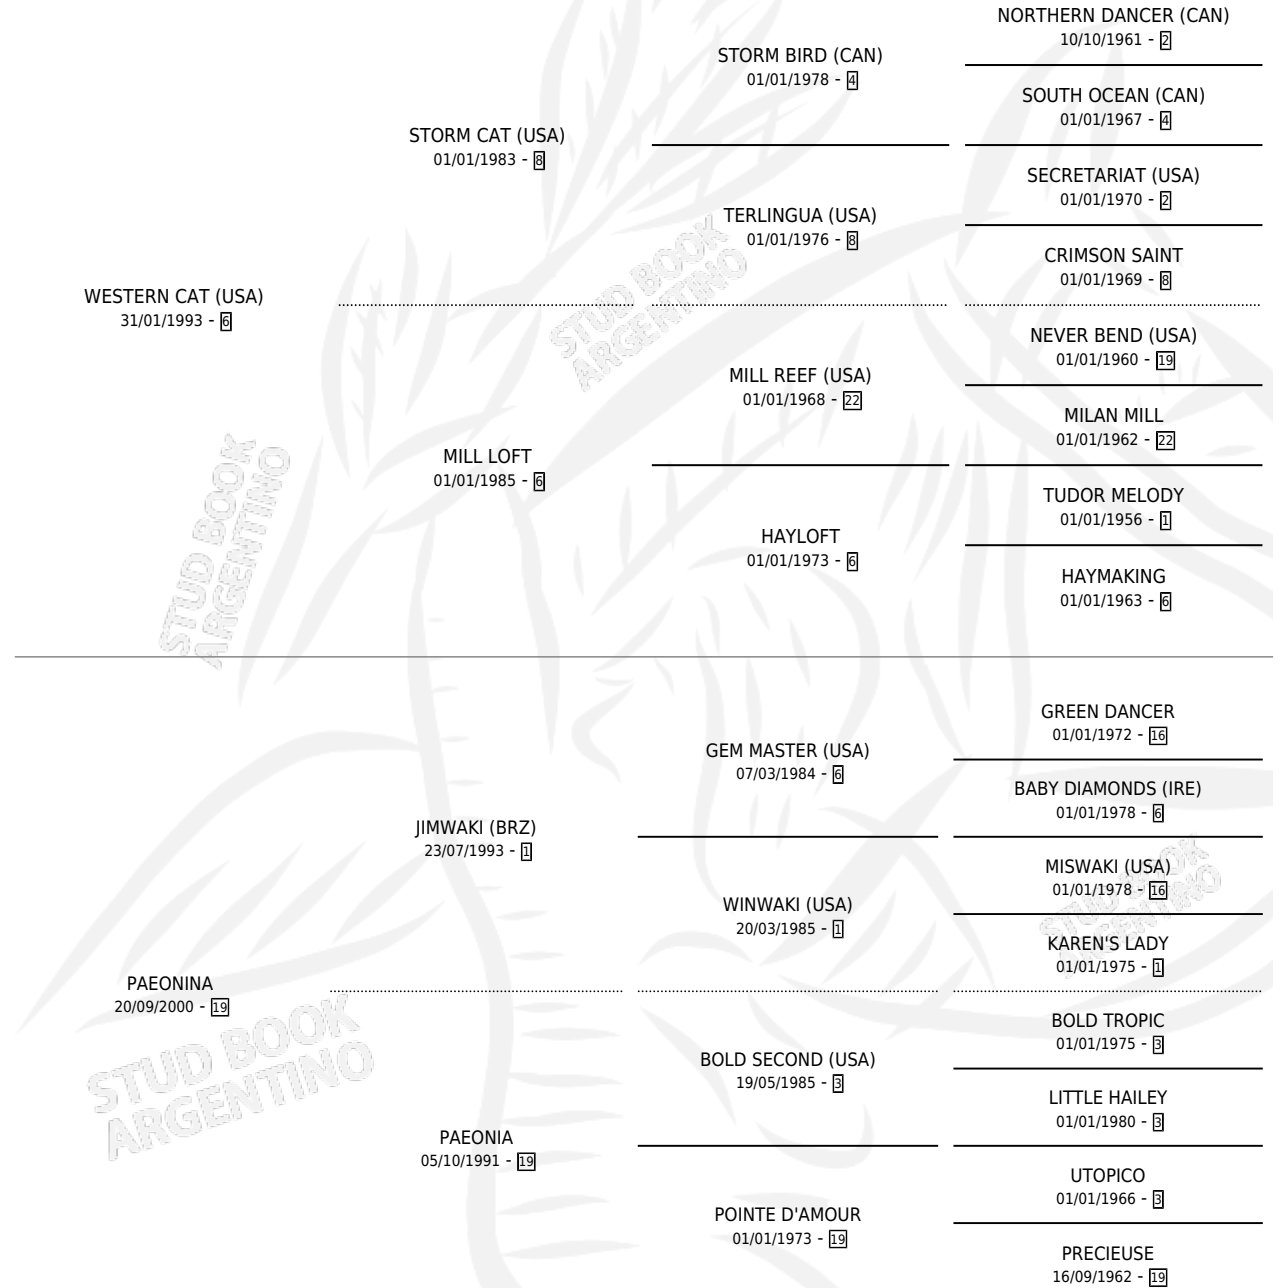 NORTHERN DANCER (CAN)
10/10/1961 - 2
STORM BIRD (CAN)
01/01/1978 - 4
SOUTH OCEAN (CAN)
01/01/1967 - 4
STORM CAT (USA)
01/01/1983 - 8
SECRETARIAT (USA)
01/01/1970 - 2
TERLINGUA (USA)
01/01/1976 - 8
CRIMSON SAINT
01/01/1969 - 8
STUD BOOK
ARGENTINO
WESTERN CAT (USA)
31/01/1993 - 6
NEVER BEND (USA)
01/01/1960 - 19
MILL REEF (USA)
01/01/1968 - 22
MILAN MILL
01/01/1962 - 22
MILL LOFT
01/01/1985 - 6
TUDOR MELODY
01/01/1956 - 1
HAYLOFT
01/01/1973 - 6
HAYMAKING
01/01/1963 - 6
STUD BOOK
ARGENTINO
GREEN DANCER
01/01/1972 - 16
GEM MASTER (USA)
07/03/1984 - 6
BABY DIAMONDS (IRE)
01/01/1978 - 6
JIMWAKI (BRZ)
23/07/1993 - 1
MISWAKI (USA)
01/01/1978 - 16
WINWAKI (USA)
20/03/1985 - 1
KAREN'S LADY
01/01/1975 - 1
STUD BOOK
ARGENTINO
PAEONINA
20/09/2000 - 19
BOLD TROPIC
01/01/1975 - 3
BOLD SECOND (USA)
19/05/1985 - 3
LITTLE HAILEY
01/01/1980 - 3
STUD BOOK
ARGENTINO
PAEONIA
05/10/1991 - 19
UTOPICO
01/01/1966 - 3
POINTE D'AMOUR
01/01/1973 - 19
PRECIEUSE
16/09/1962 - 19